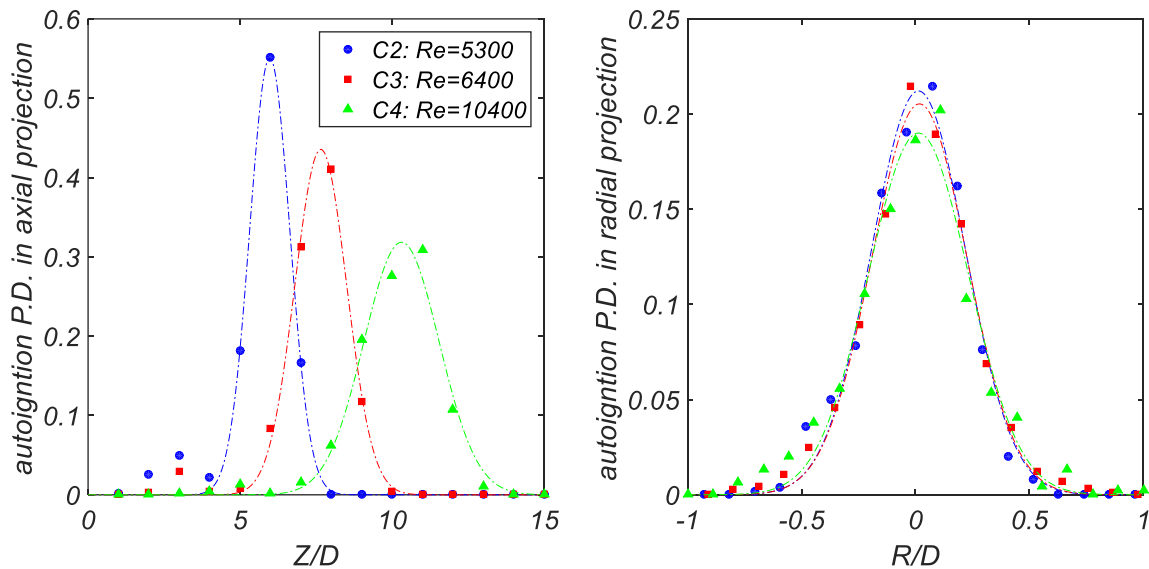 autoigntion P.D. in axial projection
0.6
0.5
0.4
0.3
0.2
0.1
0
0 5 10 15
Z/D
C2: Re=5300
C3: Re=6400
C4: Re=10400
autoigntion P.D. in radial projection
0.25
0.2
0.15
0.1
0.05
0
-1 -0.5 0 0.5 1
R/D